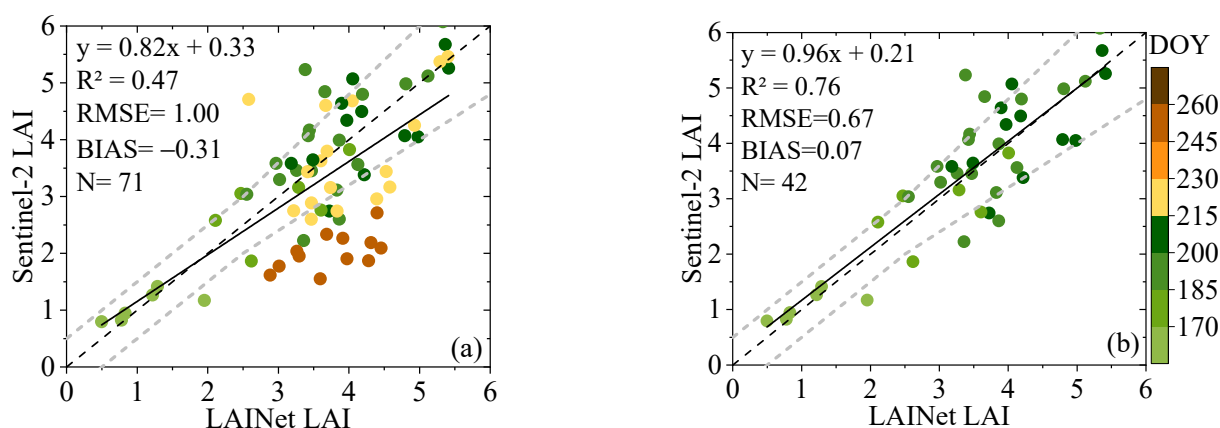 y = 0.82x + 0.33
R² = 0.47
RMSE= 1.00
BIAS= −0.31
N= 71
(a)
6
5
4
3
2
1
0
0 1 2 3 4 5 6
Sentinel-2 LAI
LAINet LAI
y = 0.96x + 0.21
R² = 0.76
RMSE=0.67
BIAS=0.07
N= 42
(b)
6
5
4
3
2
1
0
0 1 2 3 4 5 6
Sentinel-2 LAI
LAINet LAI
DOY
260
245
230
215
200
185
170